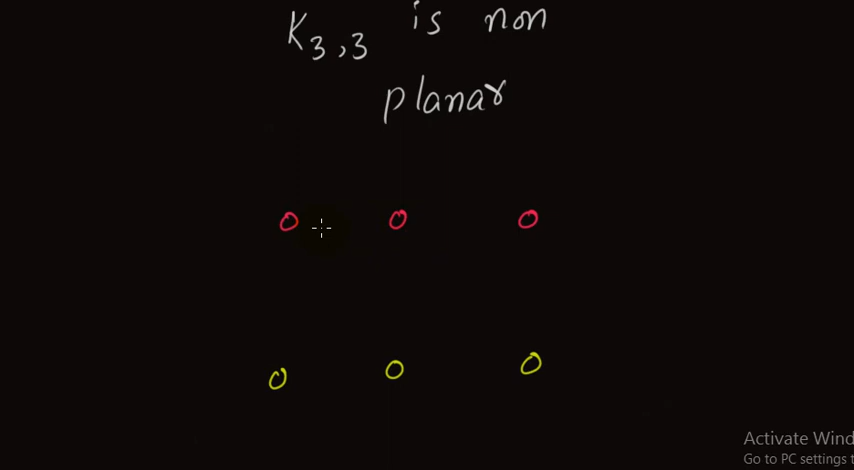 K3,3 is non
planar
Activate Wind
Go to PC settings t